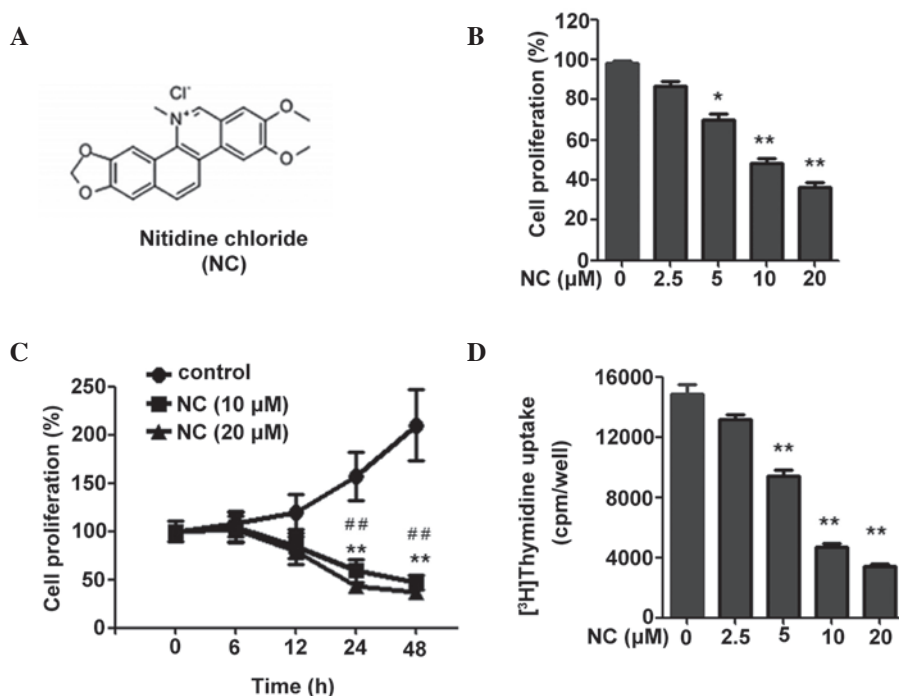 A
Cl⁻
N⁺
O
O
O
O
Nitidine chloride
(NC)
B
Cell proliferation (%)
120
100
80
60
40
20
0
*
**
**
NC (µM) 0 2.5 5 10 20
C
control
NC (10 µM)
NC (20 µM)
Cell proliferation (%)
250
200
150
100
50
0
## ##
** **
0 6 12 24 48
Time (h)
D
[³H]Thymidine uptake
(cpm/well)
16000
12000
8000
4000
0
**
**
**
NC (µM) 0 2.5 5 10 20